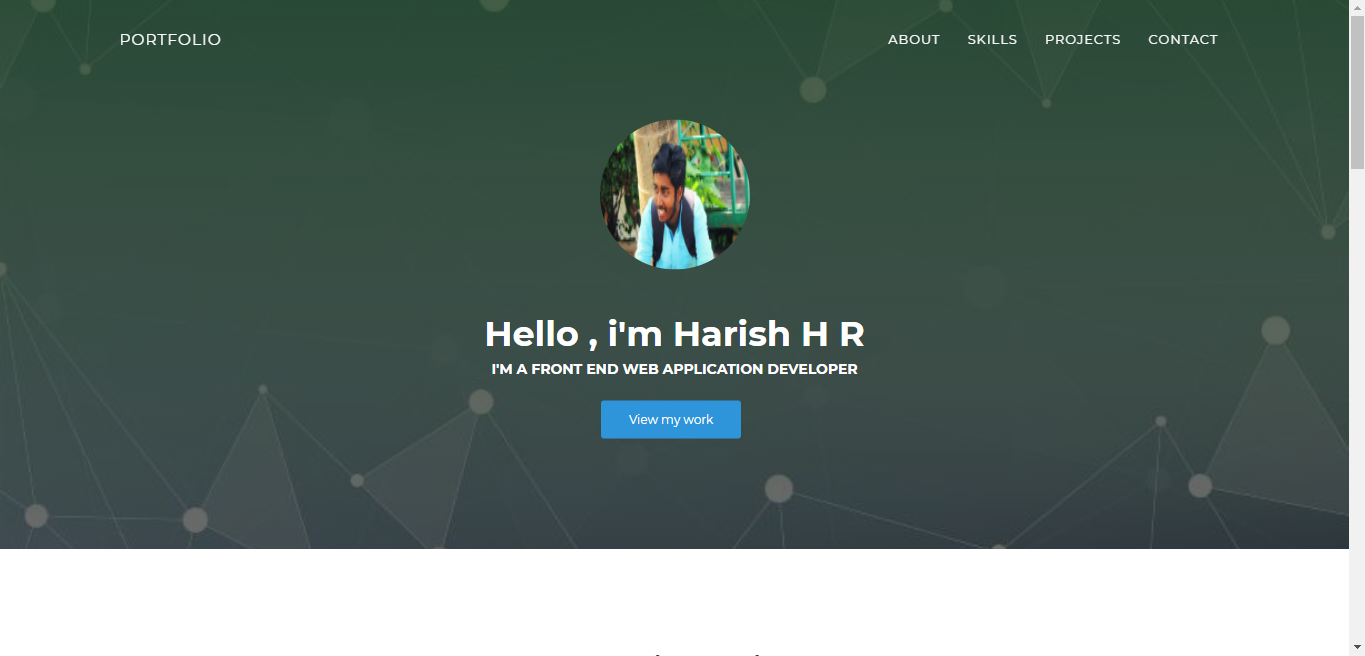 PORTFOLIO
ABOUT SKILLS PROJECTS CONTACT
Hello , i'm Harish H R
I'M A FRONT END WEB APPLICATION DEVELOPER
View my work